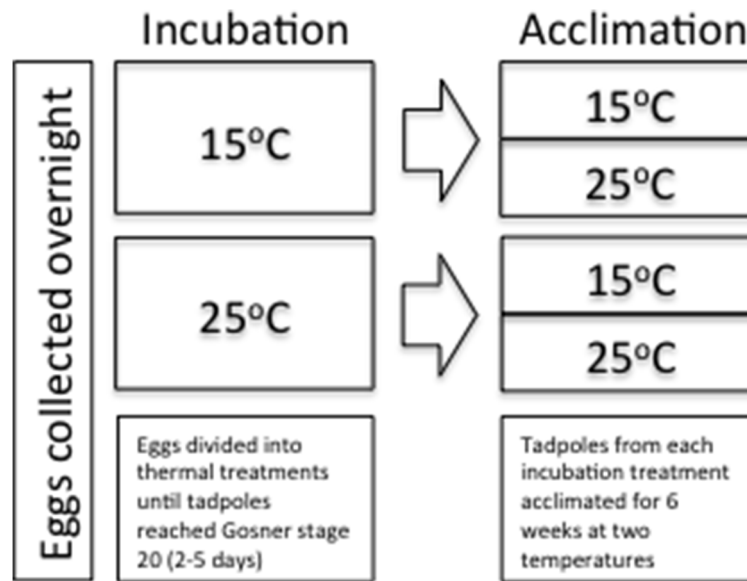 Eggs collected overnight
Incubation
15°C
25°C
Eggs divided into
thermal treatments
until tadpoles
reached Gosner stage
20 (2-5 days)
Acclimation
15°C
25°C
15°C
25°C
Tadpoles from each
incubation treatment
acclimated for 6
weeks at two
temperatures